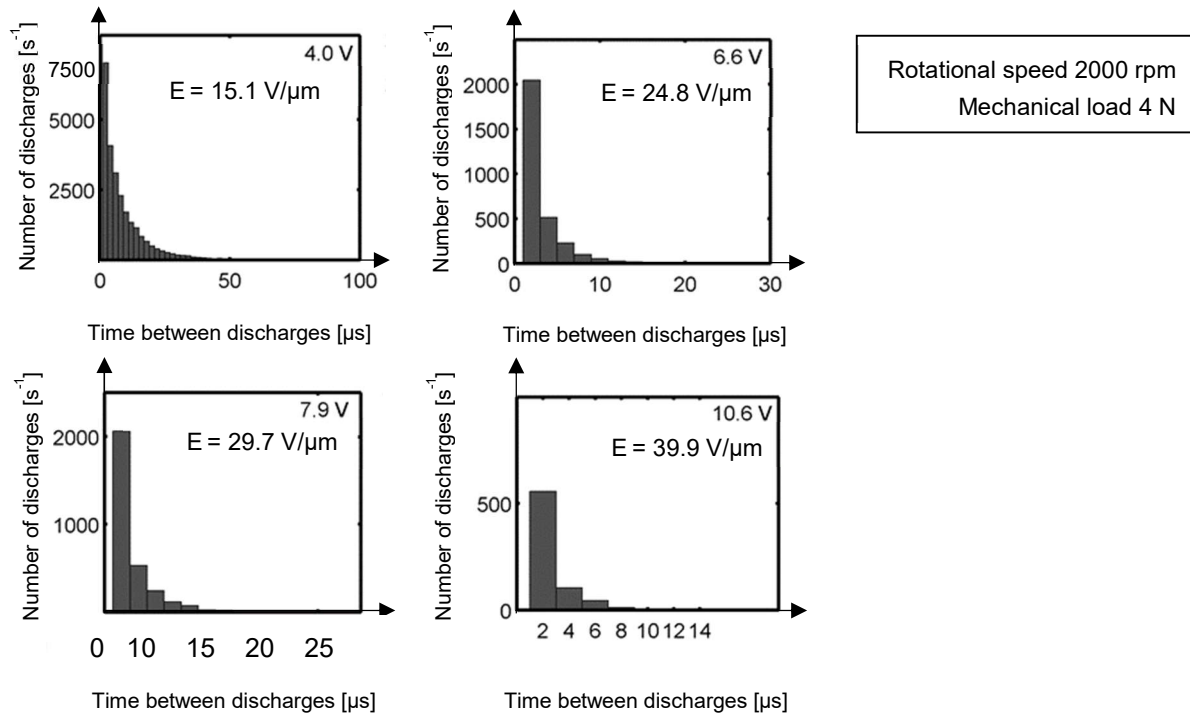 Number of discharges [s-1]
4.0 V
E = 15.1 V/µm
7500
5000
2500
0 50 100
Time between discharges [µs]
Number of discharges [s-1]
6.6 V
E = 24.8 V/µm
2000
1500
1000
500
0
0 10 20 30
Time between discharges [µs]
Rotational speed 2000 rpm
Mechanical load 4 N
Number of discharges [s-1]
7.9 V
E = 29.7 V/µm
2000
1000
0 10 15 20 25
Time between discharges [µs]
Number of discharges [s-1]
10.6 V
E = 39.9 V/µm
500
0
2 4 6 8 10 12 14
Time between discharges [µs]